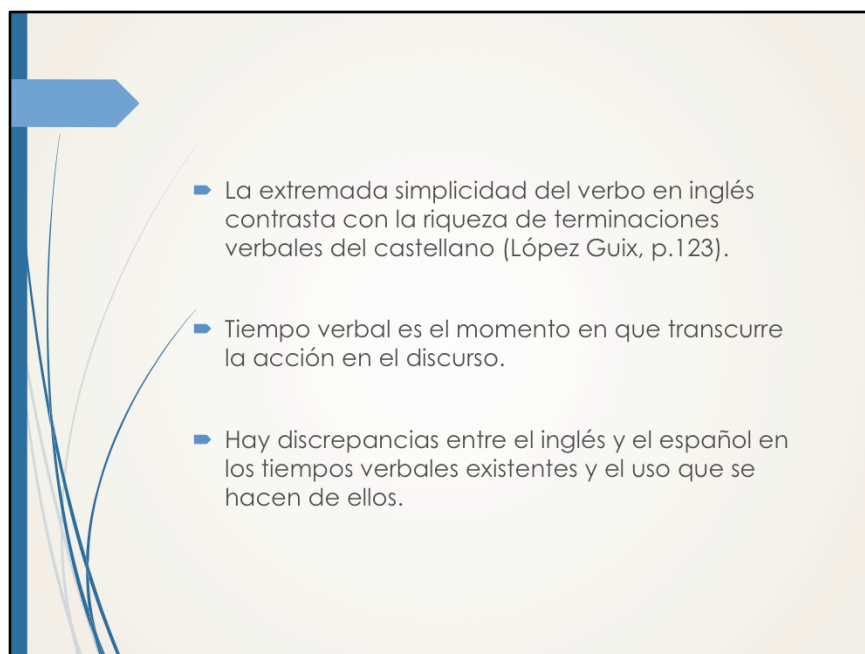 La extremada simplicidad del verbo en inglés
contrasta con la riqueza de terminaciones
verbales del castellano (López Guix, p.123).
Tiempo verbal es el momento en que transcurre
la acción en el discurso.
Hay discrepancias entre el inglés y el español en
los tiempos verbales existentes y el uso que se
hacen de ellos.